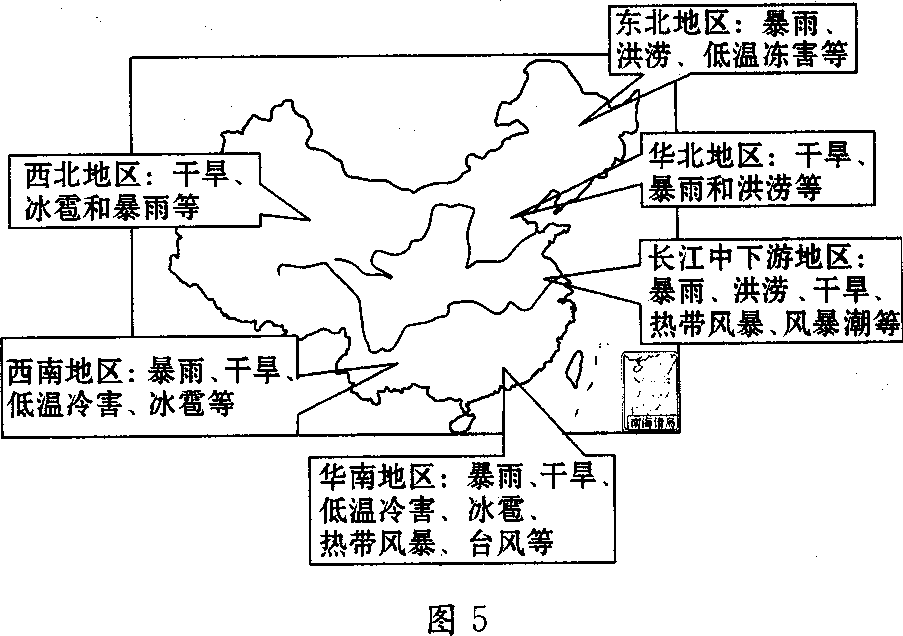 东北地区：暴雨、
洪涝、低温冻害等
西北地区：干旱、
冰雹和暴雨等
华北地区：干旱、
暴雨和洪涝等
长江中下游地区：
暴雨、洪涝、干旱、
热带风暴、风暴潮等
西南地区：暴雨、干旱、
低温冷害、冰雹等
南海诸岛
华南地区：暴雨、干旱、
低温冷害、冰雹、
热带风暴、台风等
图 5